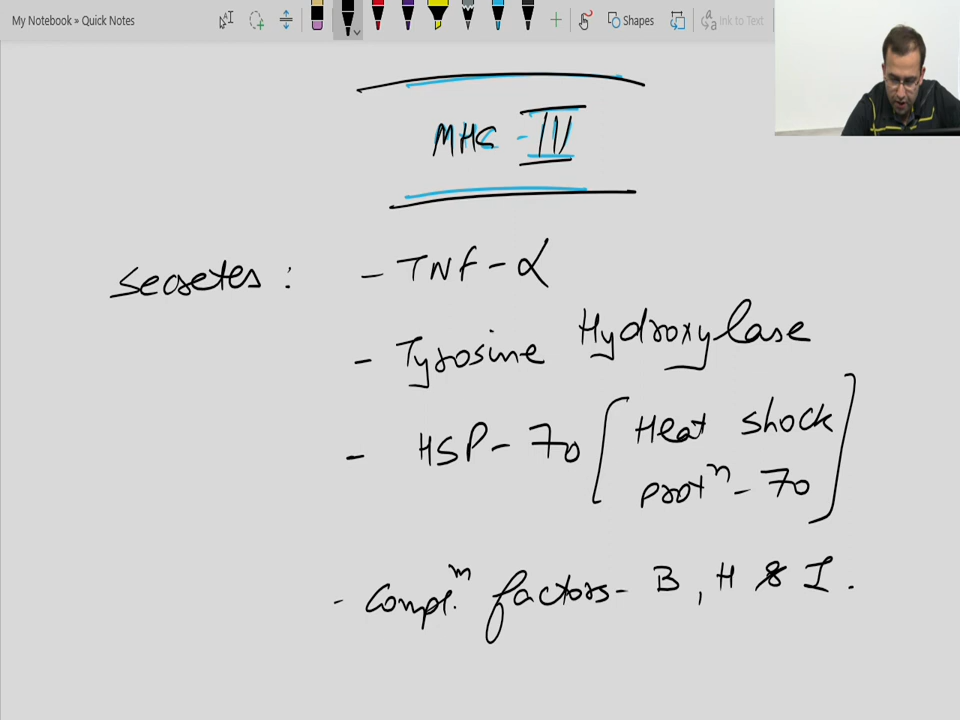 My Notebook » Quick Notes
Shapes
Ink to Text
MHC - III
Secretes : - TNF - α
- Tyrosine Hydroxylase
- HSP - 70 [ Heat shock
protⁿ - 70 ]
- Compl.ᵐ factors - B, H & I.